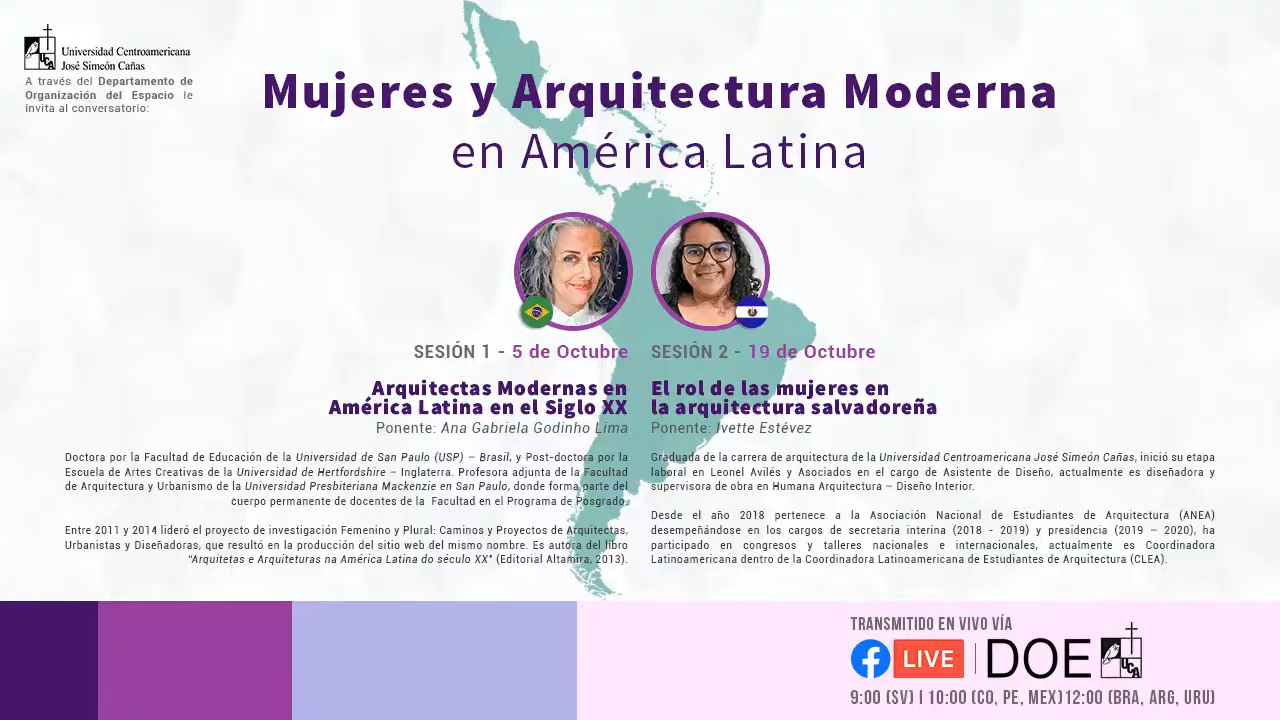 UCA
Universidad Centroamericana
José Simeón Cañas
A través del Departamento de
Organización del Espacio le
invita al conversatorio:
Mujeres y Arquitectura Moderna
en América Latina
SESIÓN 1 - 5 de Octubre
Arquitectas Modernas en
América Latina en el Siglo XX
Ponente: Ana Gabriela Godinho Lima
Doctora por la Facultad de Educación de la Universidad de San Paulo (USP) – Brasil, y Post-doctora por la
Escuela de Artes Creativas de la Universidad de Hertfordshire – Inglaterra. Profesora adjunta de la Facultad
de Arquitectura y Urbanismo de la Universidad Presbiteriana Mackenzie en San Paulo, donde forma parte del
cuerpo permanente de docentes de la Facultad en el Programa de Posgrado.
Entre 2011 y 2014 lideró el proyecto de investigación Femenino y Plural: Caminos y Proyectos de Arquitectas,
Urbanistas y Diseñadoras, que resultó en la producción del sitio web del mismo nombre. Es autora del libro
"Arquitetas e Arquiteturas na América Latina do século XX" (Editorial Altamira, 2013).
SESIÓN 2 - 19 de Octubre
El rol de las mujeres en
la arquitectura salvadoreña
Ponente: Ivette Estévez
Graduada de la carrera de arquitectura de la Universidad Centroamericana José Simeón Cañas, inició su etapa
laboral en Leonel Avilés y Asociados en el cargo de Asistente de Diseño, actualmente es diseñadora y
supervisora de obra en Humana Arquitectura – Diseño Interior.
Desde el año 2018 pertenece a la Asociación Nacional de Estudiantes de Arquitectura (ANEA)
desempeñándose en los cargos de secretaria interina (2018 - 2019) y presidencia (2019 – 2020), ha
participado en congresos y talleres nacionales e internacionales, actualmente es Coordinadora
Latinoamericana dentro de la Coordinadora Latinoamericana de Estudiantes de Arquitectura (CLEA).
TRANSMITIDO EN VIVO VÍA
f LIVE | DOE UCA
9:00 (SV) | 10:00 (CO, PE, MEX) 12:00 (BRA, ARG, URU)